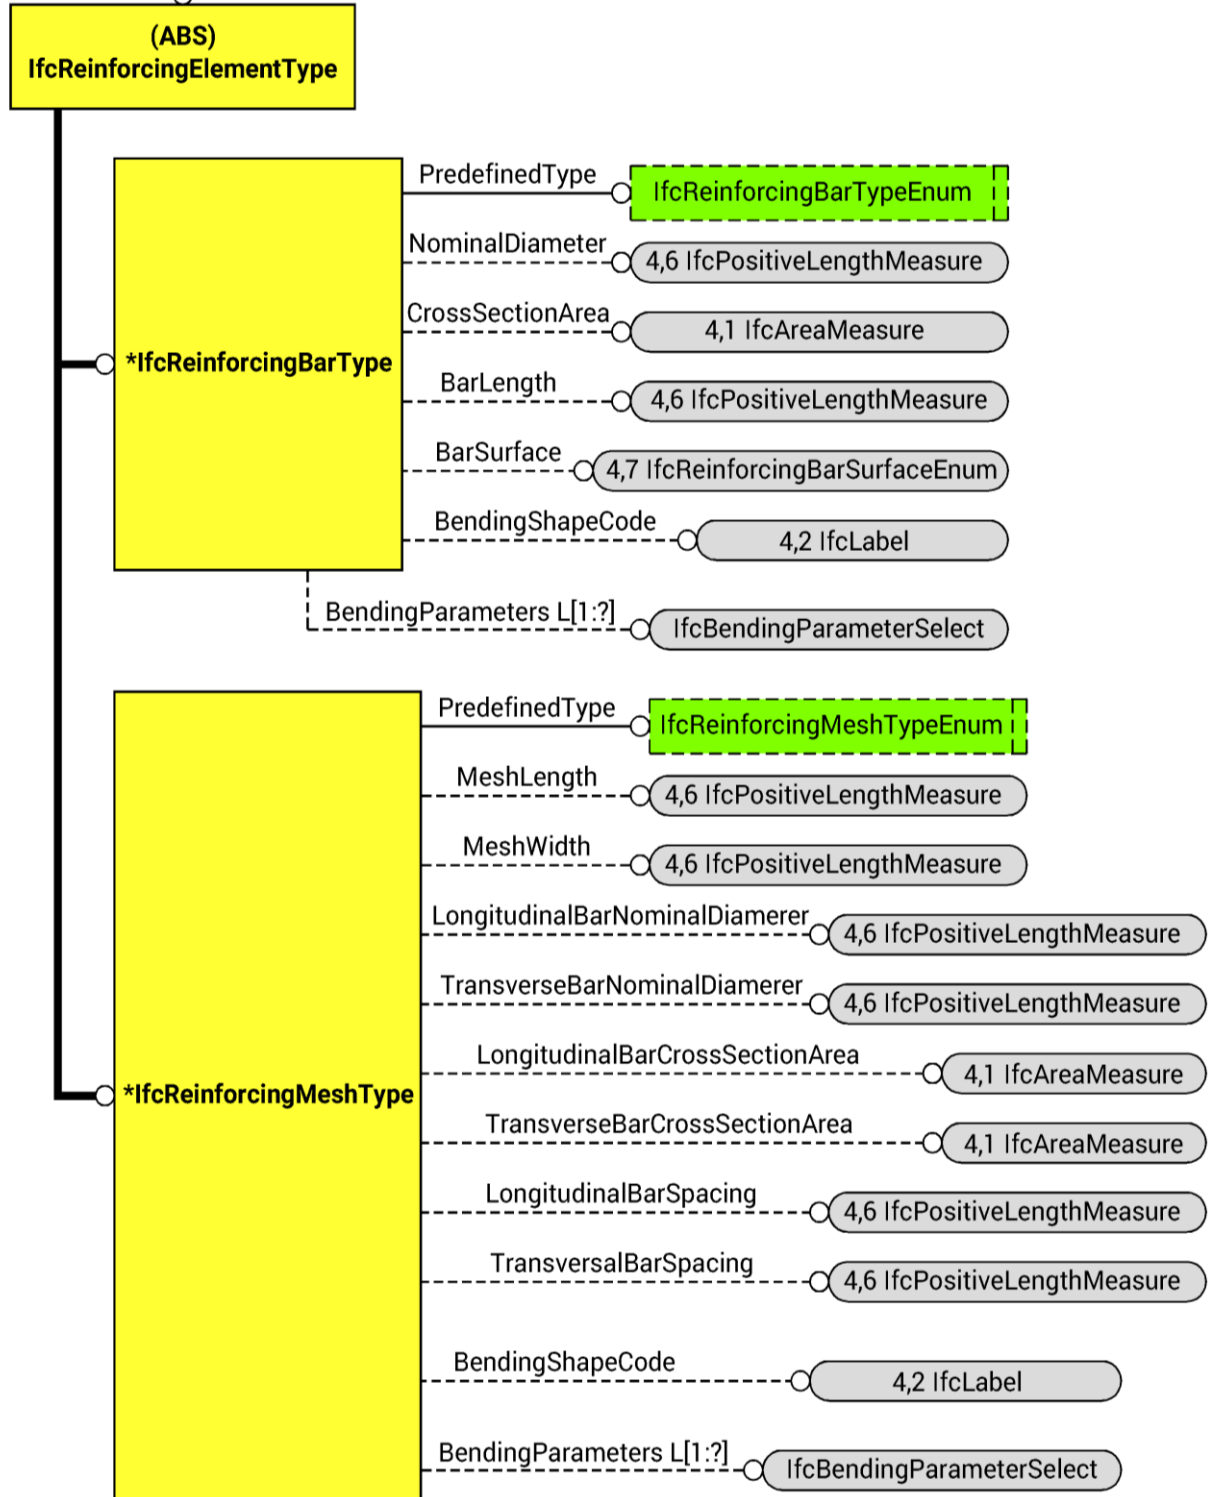 (ABS)
IfcReinforcingElementType
PredefinedType
IfcReinforcingBarTypeEnum
NominalDiameter
4,6 IfcPositiveLengthMeasure
CrossSectionArea
4,1 IfcAreaMeasure
*IfcReinforcingBarType
BarLength
4,6 IfcPositiveLengthMeasure
BarSurface
4,7 IfcReinforcingBarSurfaceEnum
BendingShapeCode
4,2 IfcLabel
BendingParameters L[1:?]
IfcBendingParameterSelect
PredefinedType
IfcReinforcingMeshTypeEnum
MeshLength
4,6 IfcPositiveLengthMeasure
MeshWidth
4,6 IfcPositiveLengthMeasure
LongitudinalBarNominalDiamerer
4,6 IfcPositiveLengthMeasure
TransverseBarNominalDiamerer
4,6 IfcPositiveLengthMeasure
LongitudinalBarCrossSectionArea
4,1 IfcAreaMeasure
*IfcReinforcingMeshType
TransverseBarCrossSectionArea
4,1 IfcAreaMeasure
LongitudinalBarSpacing
4,6 IfcPositiveLengthMeasure
TransversalBarSpacing
4,6 IfcPositiveLengthMeasure
BendingShapeCode
4,2 IfcLabel
BendingParameters L[1:?]
IfcBendingParameterSelect